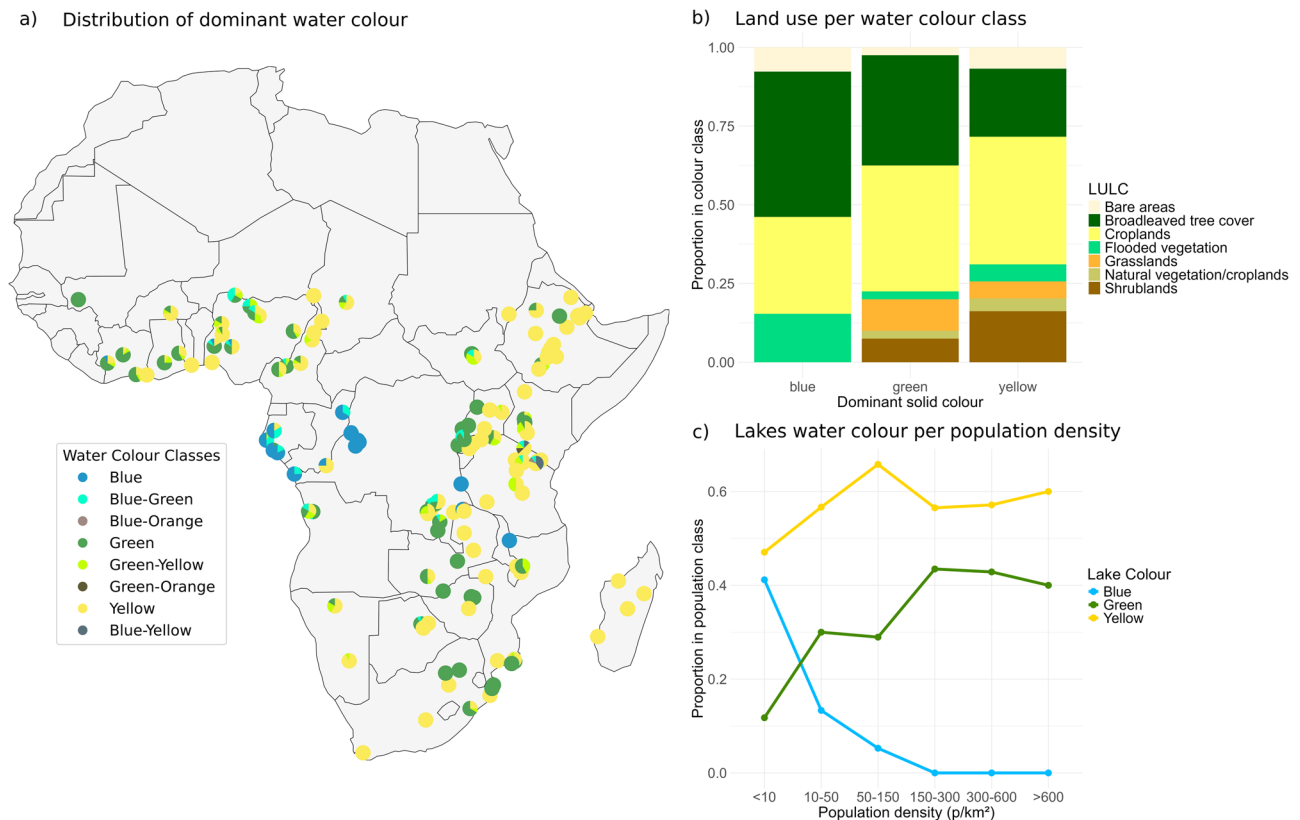 a) Distribution of dominant water colour
Water Colour Classes
Blue
Blue-Green
Blue-Orange
Green
Green-Yellow
Green-Orange
Yellow
Blue-Yellow
b) Land use per water colour class
Proportion in colour class
1.00
0.75
0.50
0.25
0.00
blue green yellow
Dominant solid colour
LULC
Bare areas
Broadleaved tree cover
Croplands
Flooded vegetation
Grasslands
Natural vegetation/croplands
Shrublands
c) Lakes water colour per population density
Proportion in population class
0.6
0.4
0.2
0.0
<10 10-50 50-150 150-300 300-600 >600
Population density (p/km²)
Lake Colour
Blue
Green
Yellow